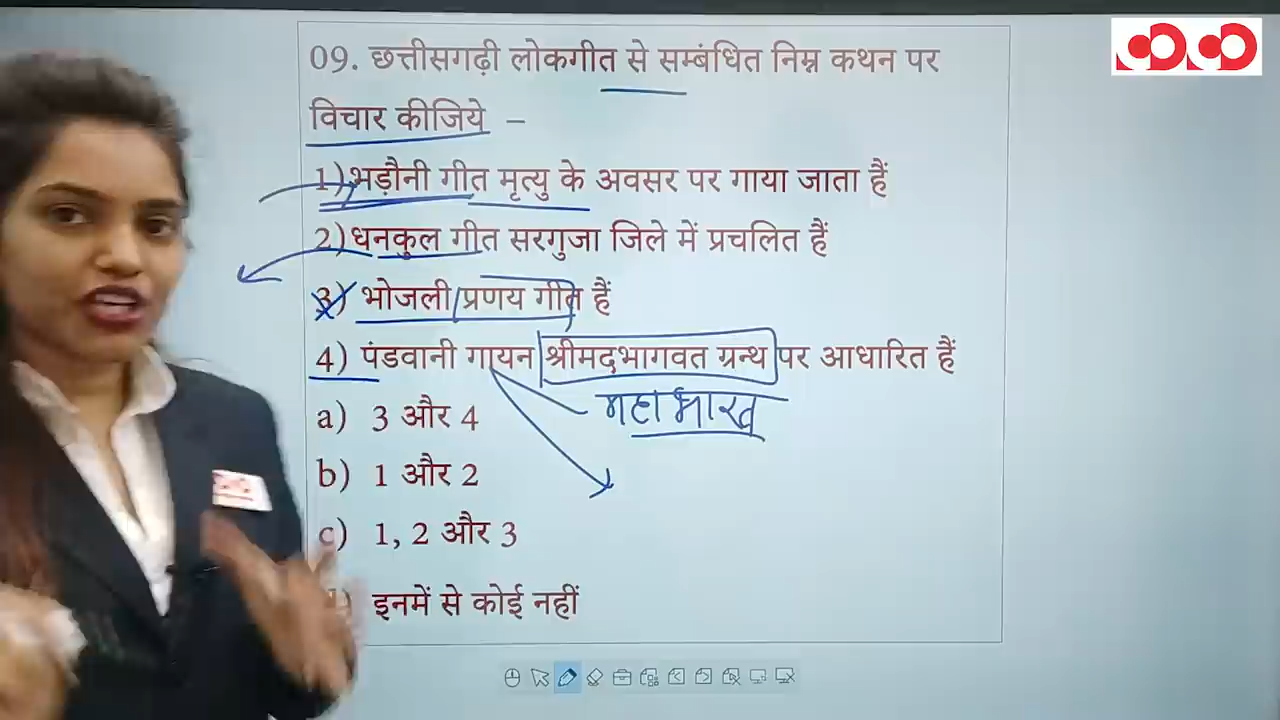 09. छत्तीसगढ़ी लोकगीत से सम्बंधित निम्न कथन पर
विचार कीजिये –
1) भड़ौनी गीत मृत्यु के अवसर पर गाया जाता हैं
2) धनकुल गीत सरगुजा जिले में प्रचलित हैं
3) भोजली प्रणय गीत हैं
4) पंडवानी गायन श्रीमदभागवत ग्रन्थ पर आधारित हैं
महाभारत
a) 3 और 4
b) 1 और 2
c) 1, 2 और 3
इनमें से कोई नहीं